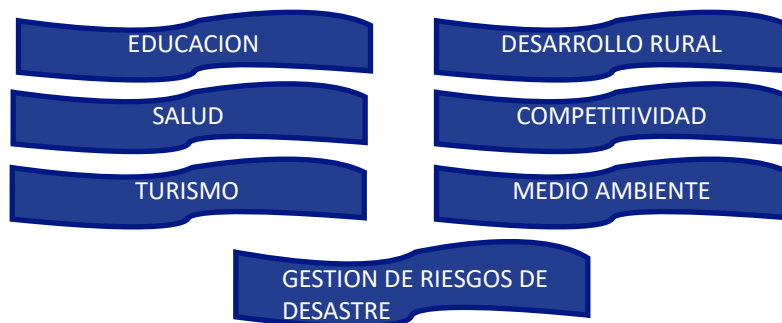 EDUCACION
DESARROLLO RURAL
SALUD
COMPETITIVIDAD
TURISMO
MEDIO AMBIENTE
GESTION DE RIESGOS DE
DESASTRE